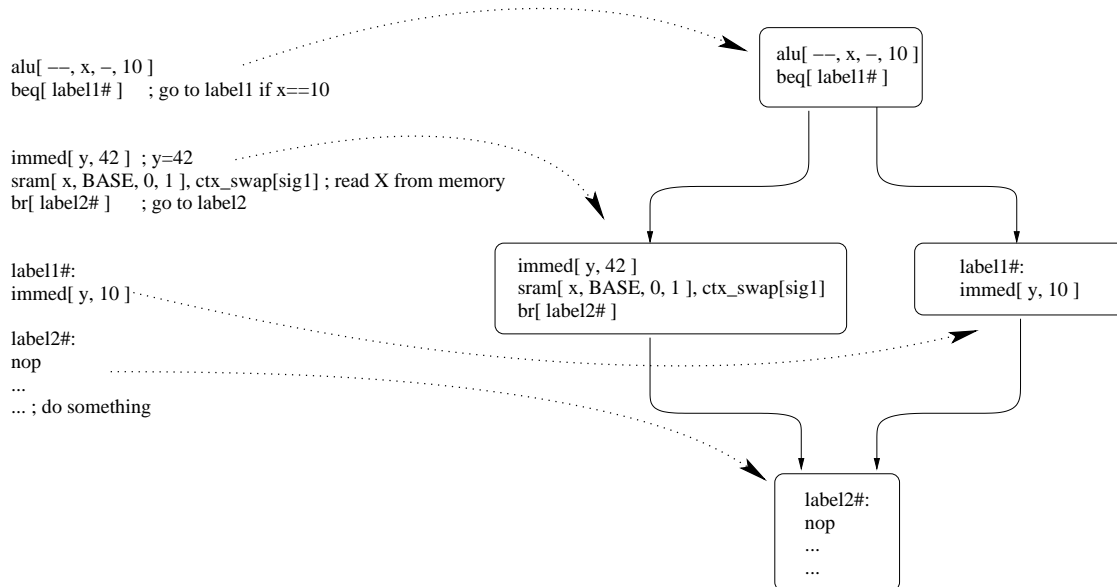 alu[ −−, x, −, 10 ]
beq[ label1# ] ; go to label1 if x==10
immed[ y, 42 ] ; y=42
sram[ x, BASE, 0, 1 ], ctx_swap[sig1] ; read X from memory
br[ label2# ] ; go to label2
label1#:
immed[ y, 10 ]
label2#:
nop
...
... ; do something
alu[ −−, x, −, 10 ]
beq[ label1# ]
immed[ y, 42 ]
sram[ x, BASE, 0, 1 ], ctx_swap[sig1]
br[ label2# ]
label1#:
immed[ y, 10 ]
label2#:
nop
...
...